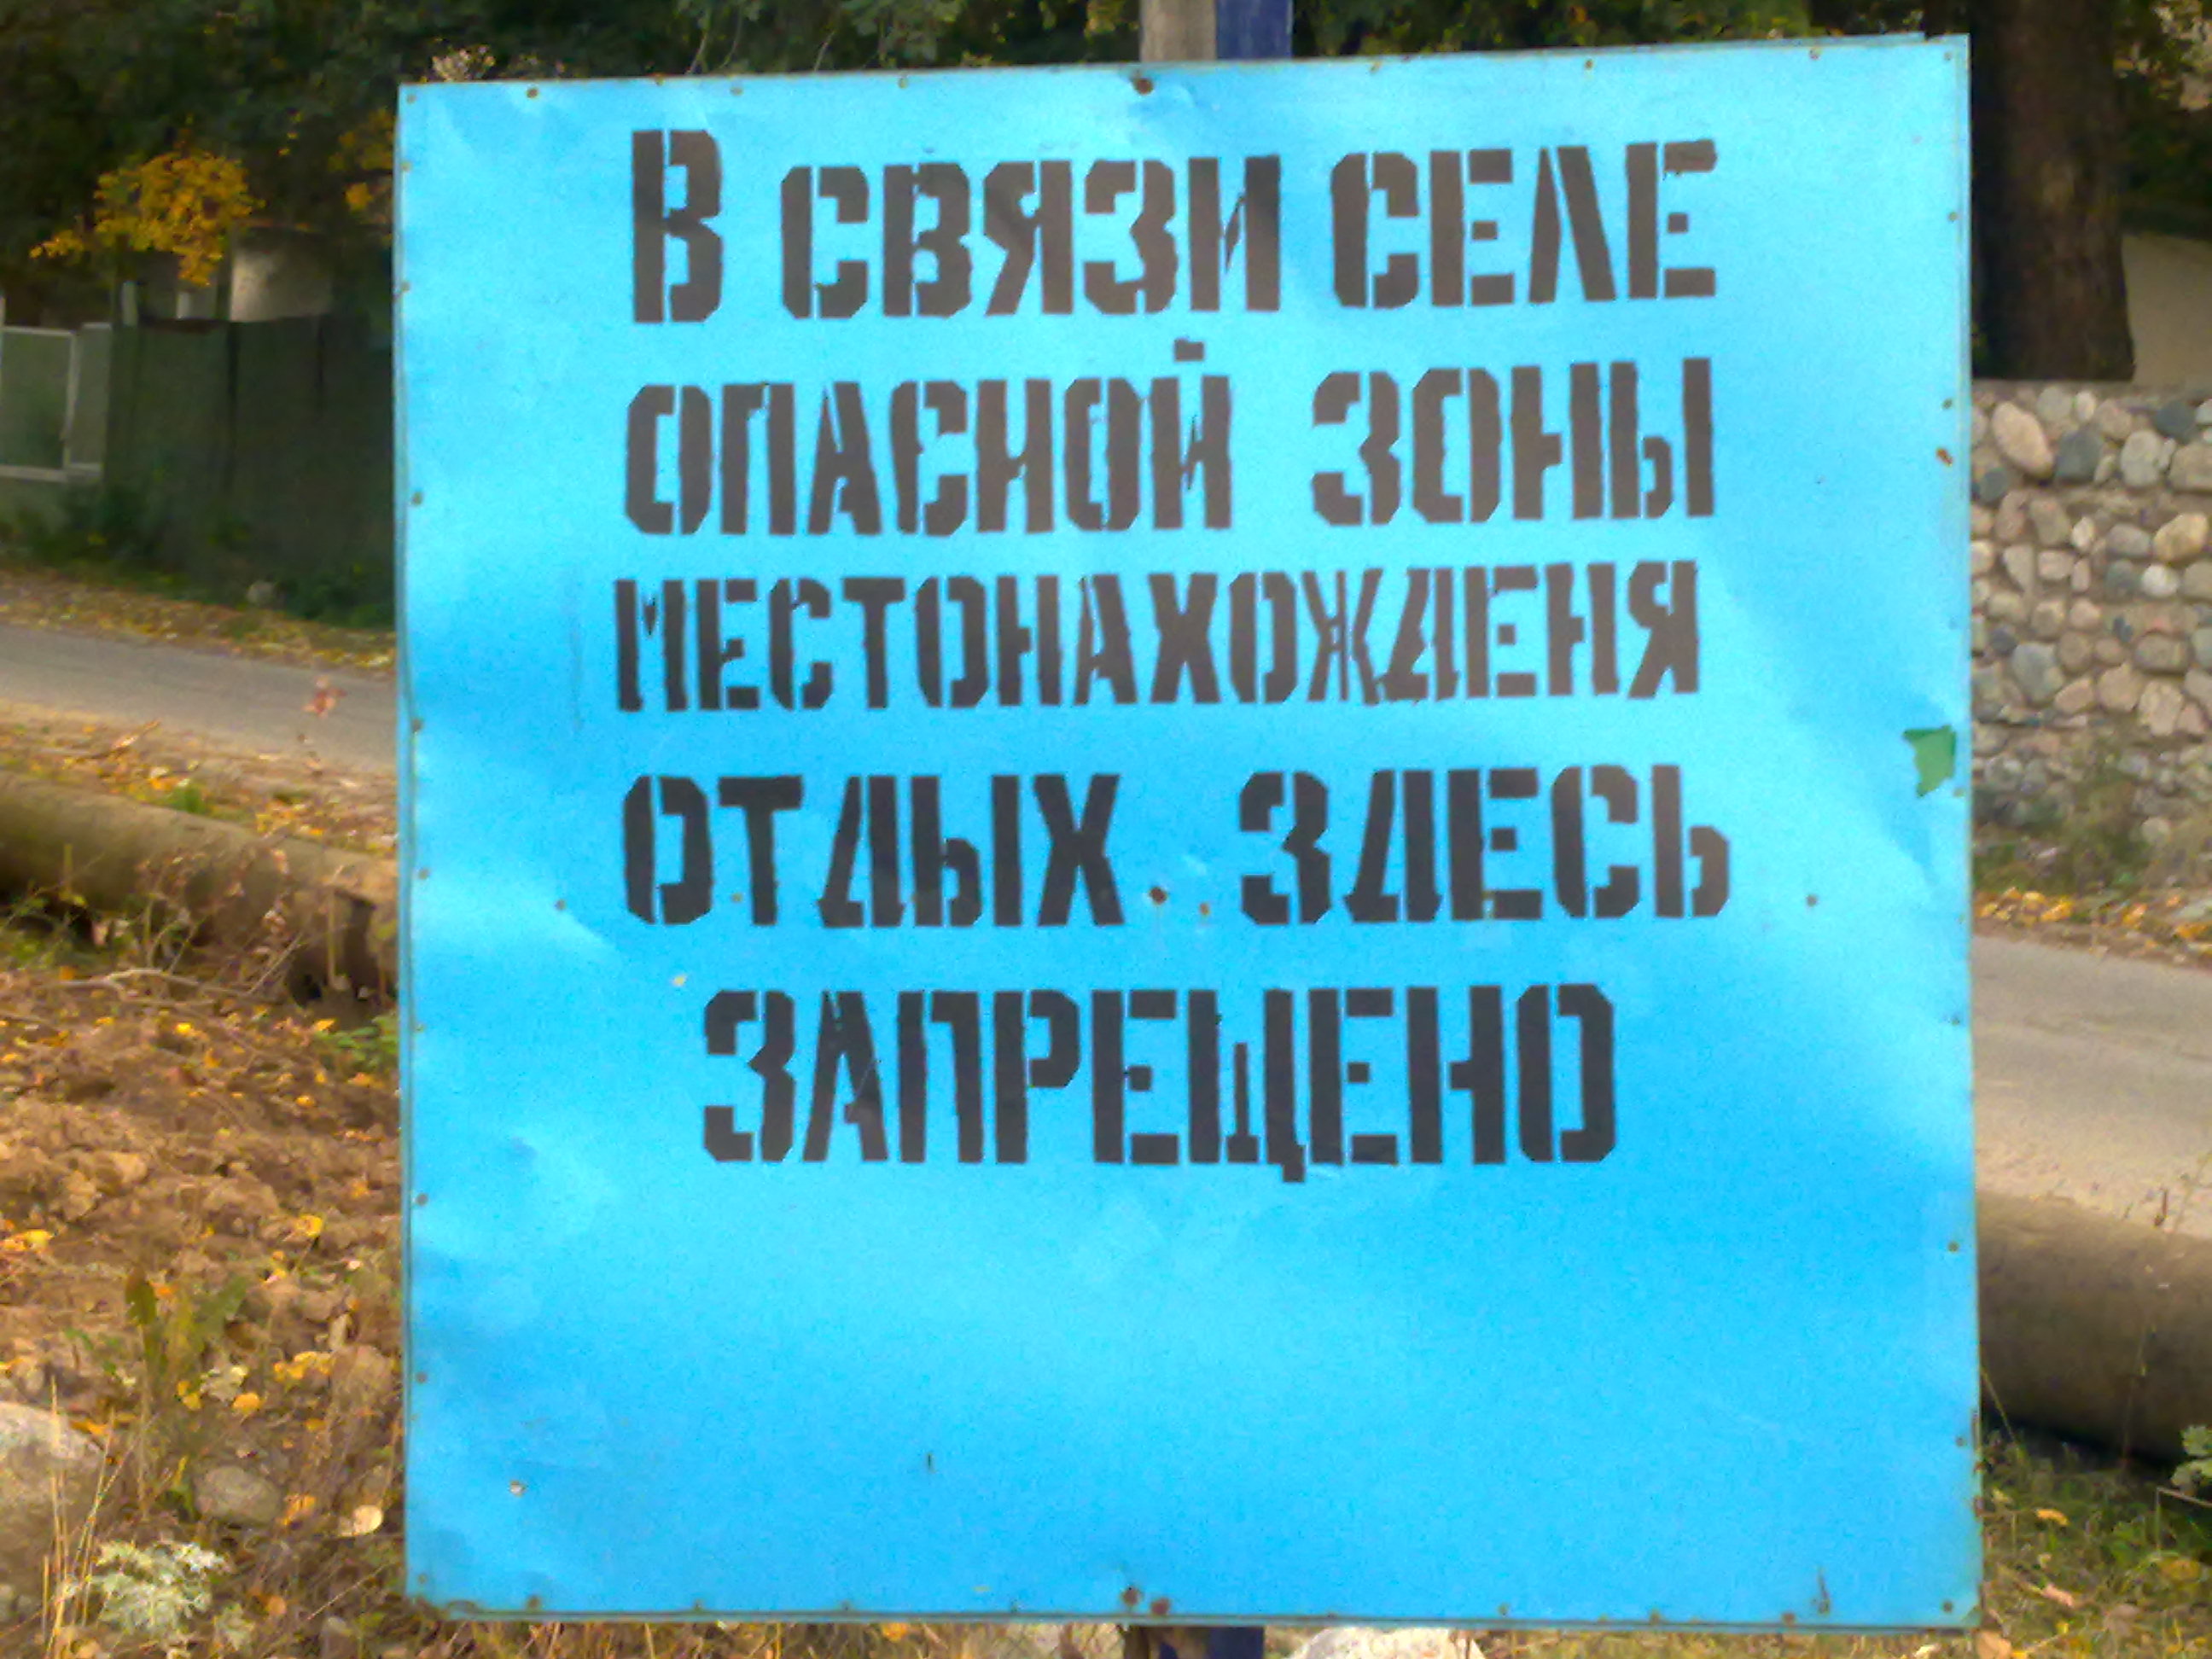 В СВЯЗИ СЕЛЕ
ОПАСНОЙ ЗОНЫ
МЕСТОНАХОЖДЕНЯ
ОТДЫХ ЗДЕСЬ
ЗАПРЕЩЕНО